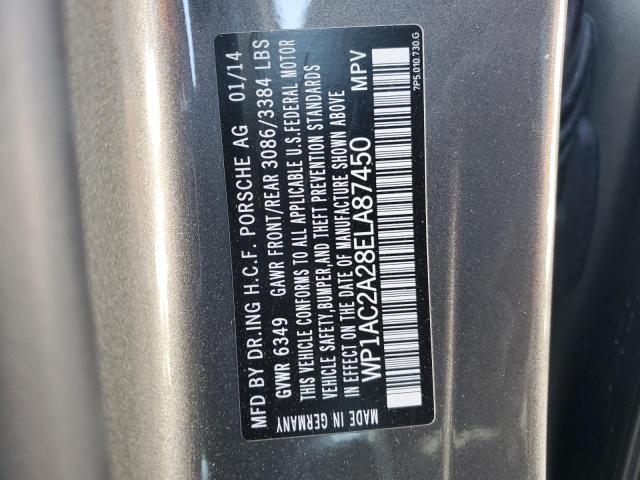 MFD BY DR.ING H.C.F. PORSCHE AG 01/14
GVWR 6349 GAWR FRONT/REAR 3086/3384 LBS
THIS VEHICLE CONFORMS TO ALL APPLICABLE U.S.FEDERAL MOTOR
VEHICLE SAFETY,BUMPER,AND THEFT PREVENTION STANDARDS
IN EFFECT ON THE DATE OF MANUFACTURE SHOWN ABOVE
WP1AC2A28ELA87450 MPV
MADE IN GERMANY
7P5.010.730.G